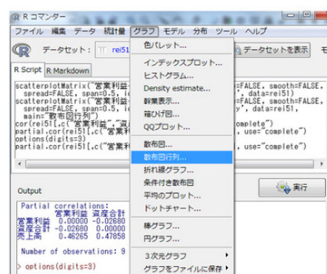 R コマンダー
ファイル 編集 データ 統計量 グラフ モデル 分布 ツール ヘルプ
データセット: rei51 データセットを表示 モ
色パレット...
インデックスプロット...
ヒストグラム...
Density estimate...
幹葉表示...
箱ひげ図...
QQプロット...
散布図...
散布図行列...
折れ線グラフ...
条件付き散布図
平均のプロット...
ドットチャート...
棒グラフ...
円グラフ...
3次元グラフ
グラフをファイルに保存
R Script R Markdown
scatterplotMatrix(~営業利益 =FALSE, smooth=FALSE,
spread=FALSE, span=0.5, data=rei51)
scatterplotMatrix(~営業利益 =FALSE, smooth=FALSE,
spread=FALSE, span=0.5, data=rei51,
main="散布図行列")
cor(rei51[,c("営業利益","資 complete")
partial.cor(rei51[,c("営業 use="complete")
options(digits=3)
partial.cor(rei51[,c("営業 use="complete")
実行
Output
Partial correlations:
営業利益 資産合計
営業利益 0.00000 -0.02680
資産合計 -0.02680 0.00000
売上高 0.46265 0.47858
Number of observations: 9
> options(digits=3)